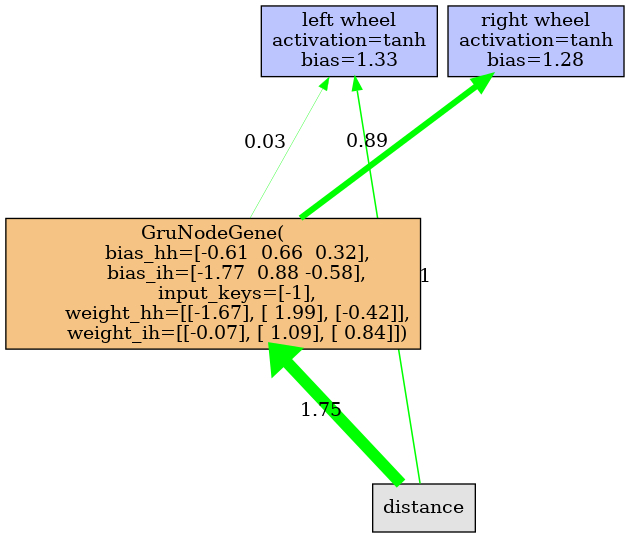 left wheel
activation=tanh
bias=1.33
right wheel
activation=tanh
bias=1.28
0.03
0.89
GruNodeGene(
bias_hh=[-0.61  0.66  0.32],
bias_ih=[-1.77  0.88 -0.58],
input_keys=[-1],
weight_hh=[[-1.67], [ 1.99], [-0.42]],
weight_ih=[[-0.07], [ 1.09], [ 0.84]])
1
1.75
distance